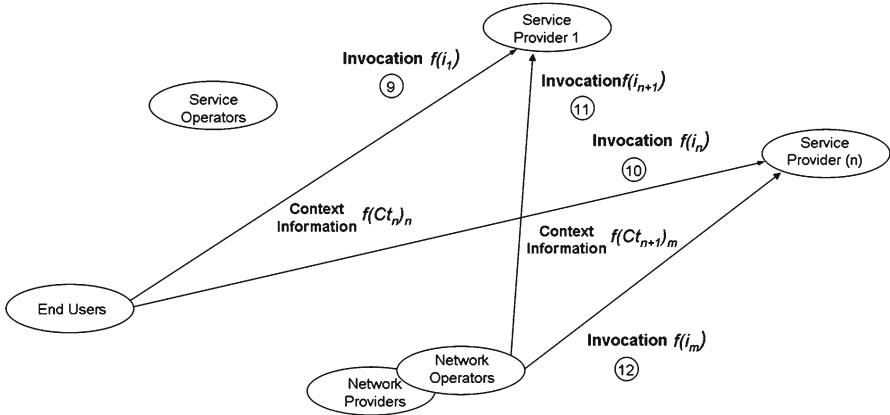 Service
Provider 1
Invocation f(i₁)
9
Invocationf(iₙ₊₁)
11
Service
Operators
Invocation f(iₙ)
10
Service
Provider (n)
Context
Information f(Ctₙ)ₙ
Context
Information f(Ctₙ₊₁)ₘ
End Users
Invocation f(iₘ)
12
Network
Operators
Network
Providers